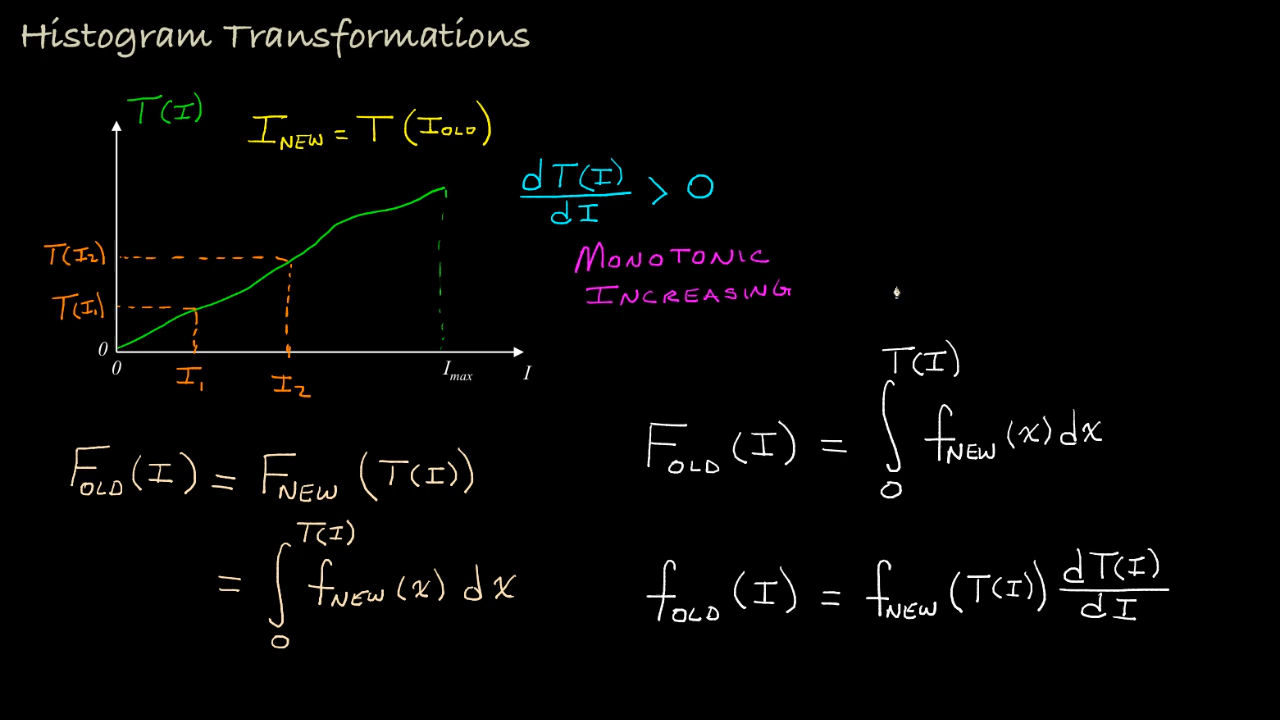 Histogram Transformations
T(I)
I_NEW = T(I_OLD)
dT(I)/dI > 0
MONOTONIC
INCREASING
T(I₂)
T(I₁)
0
0
I₁
I₂
I_max
I
F_OLD(I) = F_NEW(T(I))
= ∫₀^T(I) f_NEW(x) dx
F_OLD(I) = ∫₀^T(I) f_NEW(x) dx
f_OLD(I) = f_NEW(T(I)) dT(I)/dI